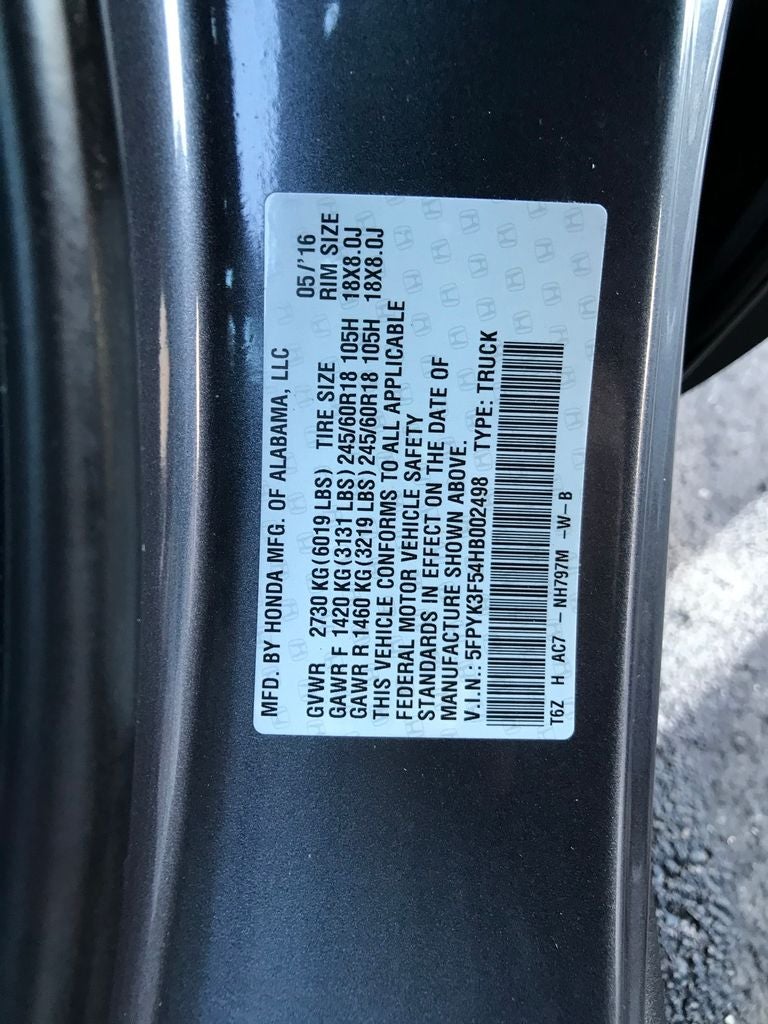 MFD. BY HONDA MFG. OF ALABAMA, LLC 05/'16
GVWR 2730 KG (6019 LBS) TIRE SIZE RIM SIZE
GAWR F 1420 KG (3131 LBS) 245/60R18 105H 18X8.0J
GAWR R 1460 KG (3219 LBS) 245/60R18 105H 18X8.0J
THIS VEHICLE CONFORMS TO ALL APPLICABLE
FEDERAL MOTOR VEHICLE SAFETY
STANDARDS IN EFFECT ON THE DATE OF
MANUFACTURE SHOWN ABOVE.
V.I.N.: 5FPYK3F54HB002498 TYPE: TRUCK
T6Z H AC7 - NH797M -W-B